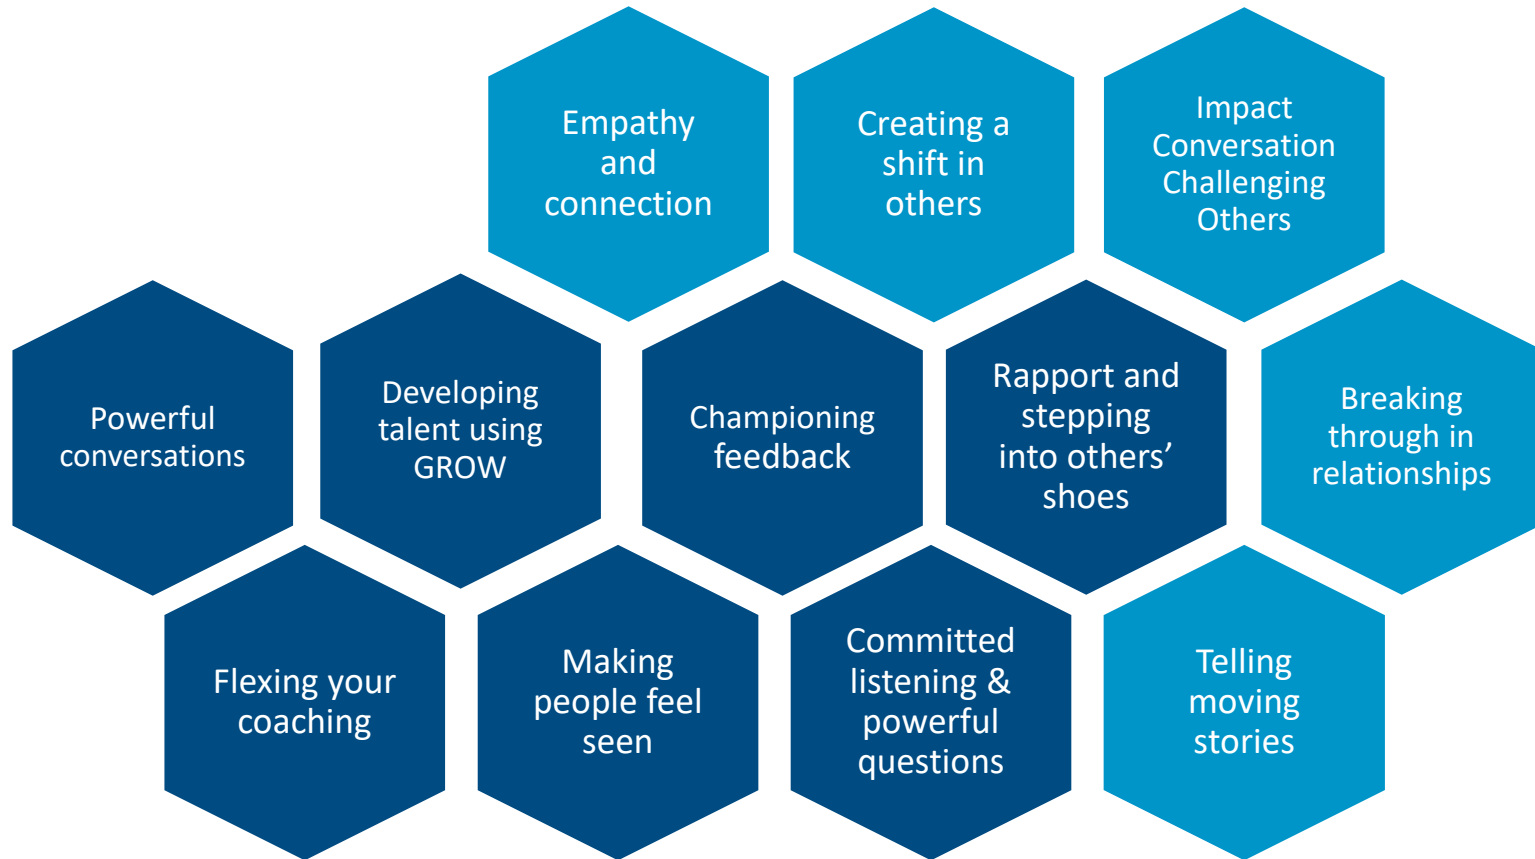 Empathy
and
connection
Creating a
shift in
others
Impact
Conversation
Challenging
Others
Powerful
conversations
Developing
talent using
GROW
Championing
feedback
Rapport and
stepping
into others’
shoes
Breaking
through in
relationships
Flexing your
coaching
Making
people feel
seen
Committed
listening &
powerful
questions
Telling
moving
stories